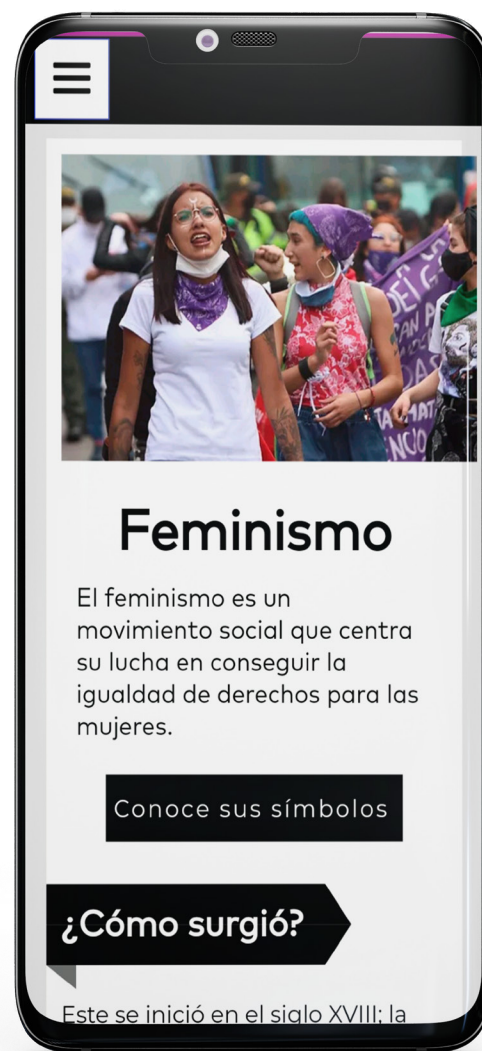 Feminismo
El feminismo es un
movimiento social que centra
su lucha en conseguir la
igualdad de derechos para las
mujeres.
Conoce sus símbolos
¿Cómo surgió?
Este se inició en el siglo XVIII; la